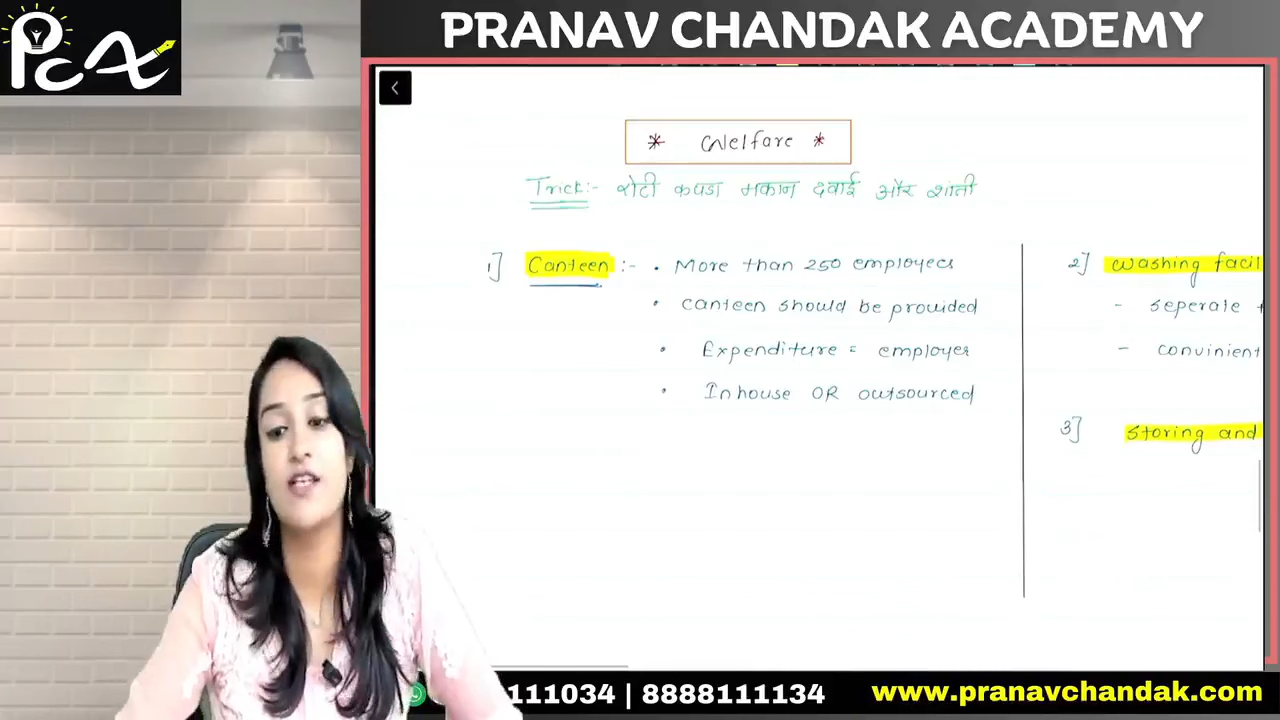 PCA
PRANAV CHANDAK ACADEMY
* Welfare *
Trick:- रोटी कपडा मकान दवाई और शांती
1] Canteen :- • More than 250 employees
• canteen should be provided
• Expenditure = employer
• Inhouse OR outsourced
2] washing facil
- seperate
- convinient
3] storing and
111034 | 8888111134
www.pranavchandak.com